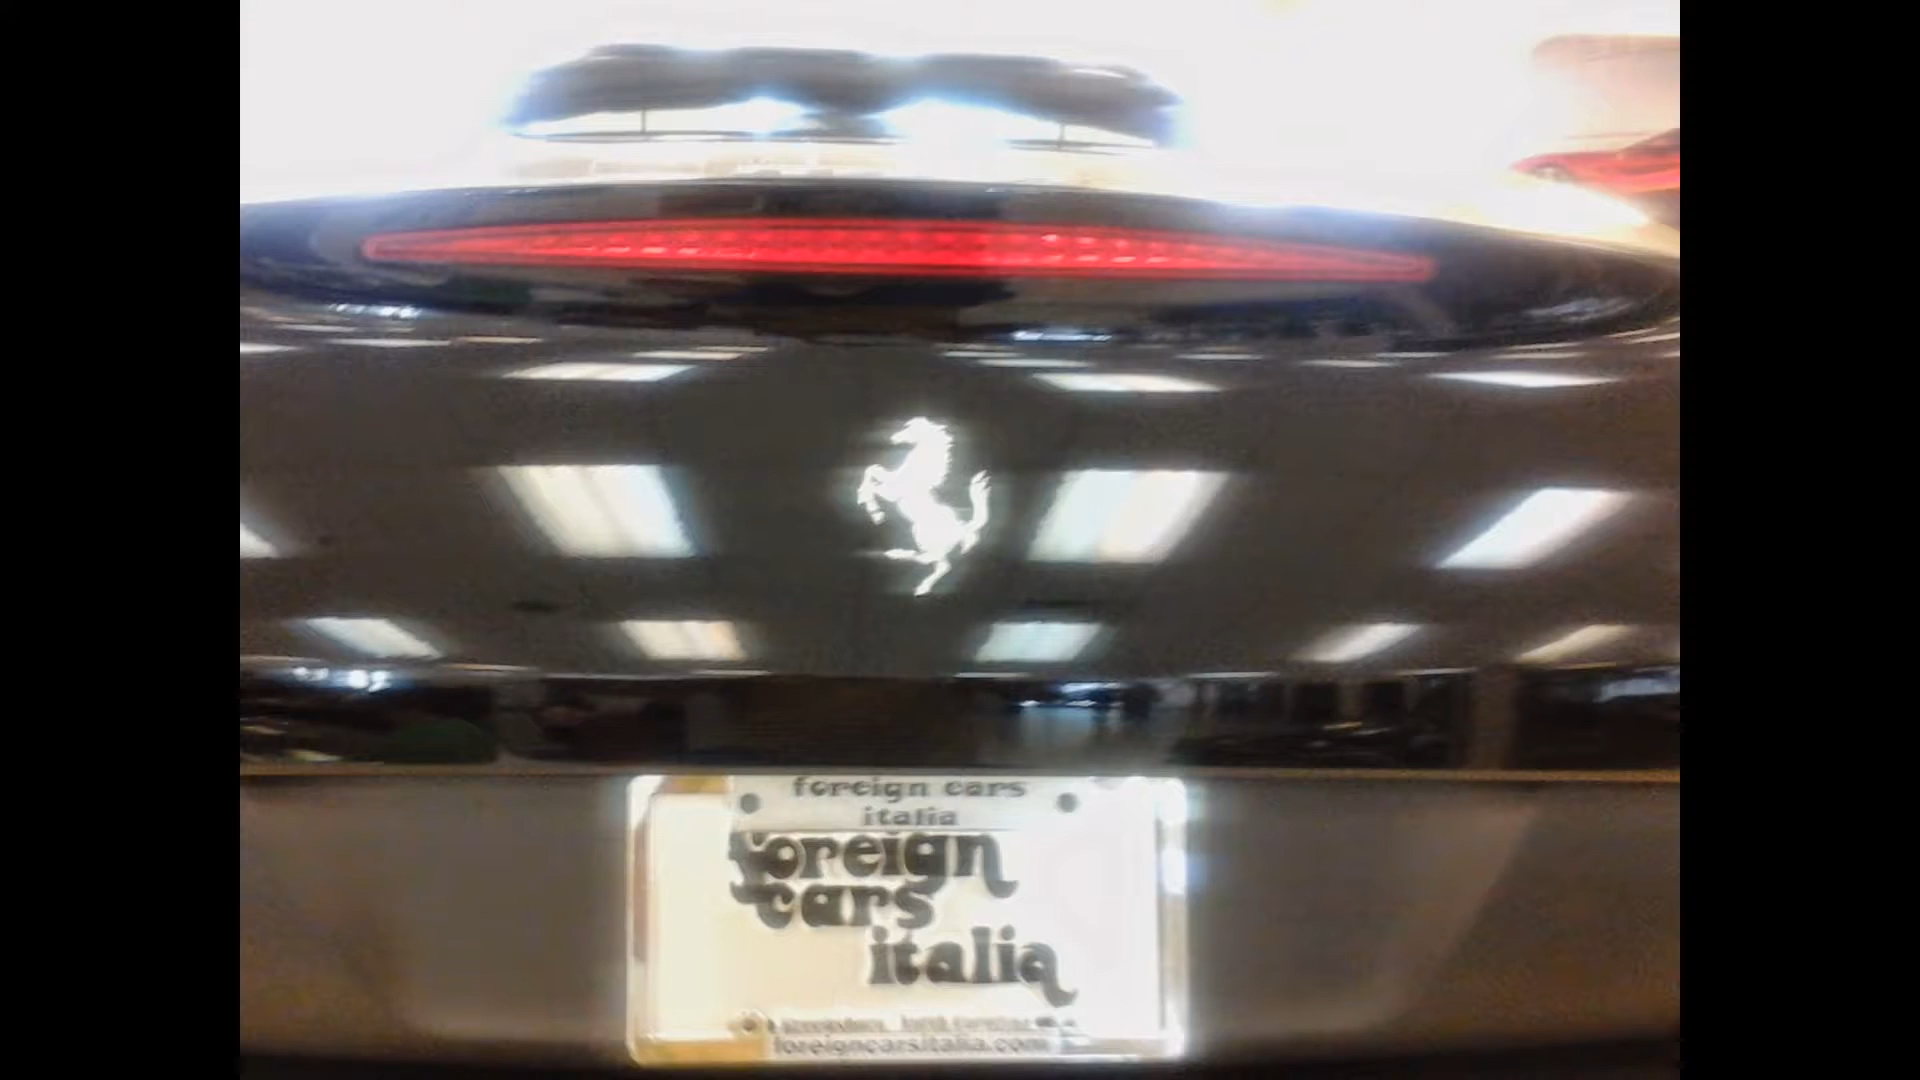 foreign cars
italia
foreign
cars
italia
foreigncarsitalia.com